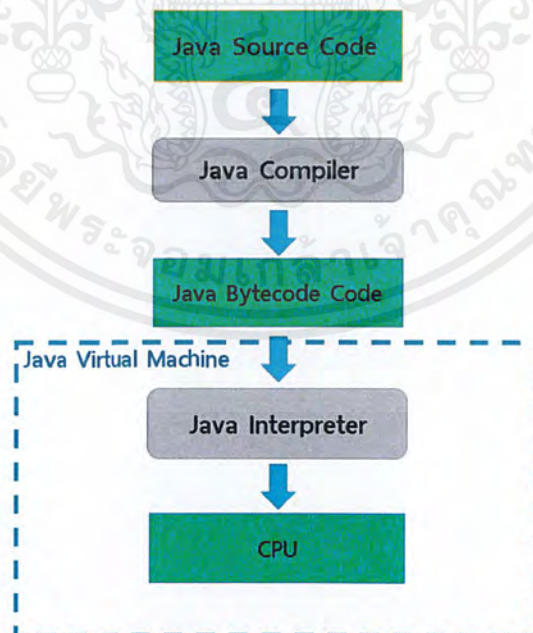 Java Source Code
Java Compiler
Java Bytecode Code
Java Virtual Machine
Java Interpreter
CPU